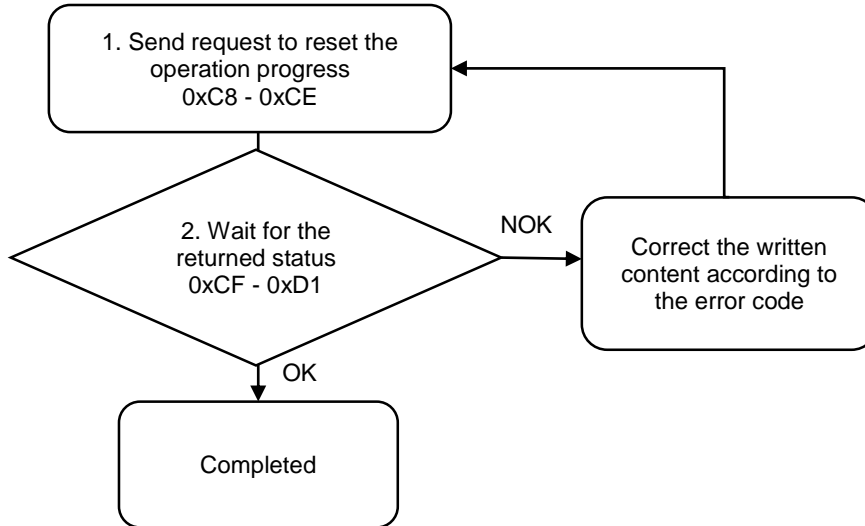 1. Send request to reset the
operation progress
0xC8 - 0xCE
2. Wait for the
returned status
0xCF - 0xD1
NOK
Correct the written
content according to
the error code
OK
Completed